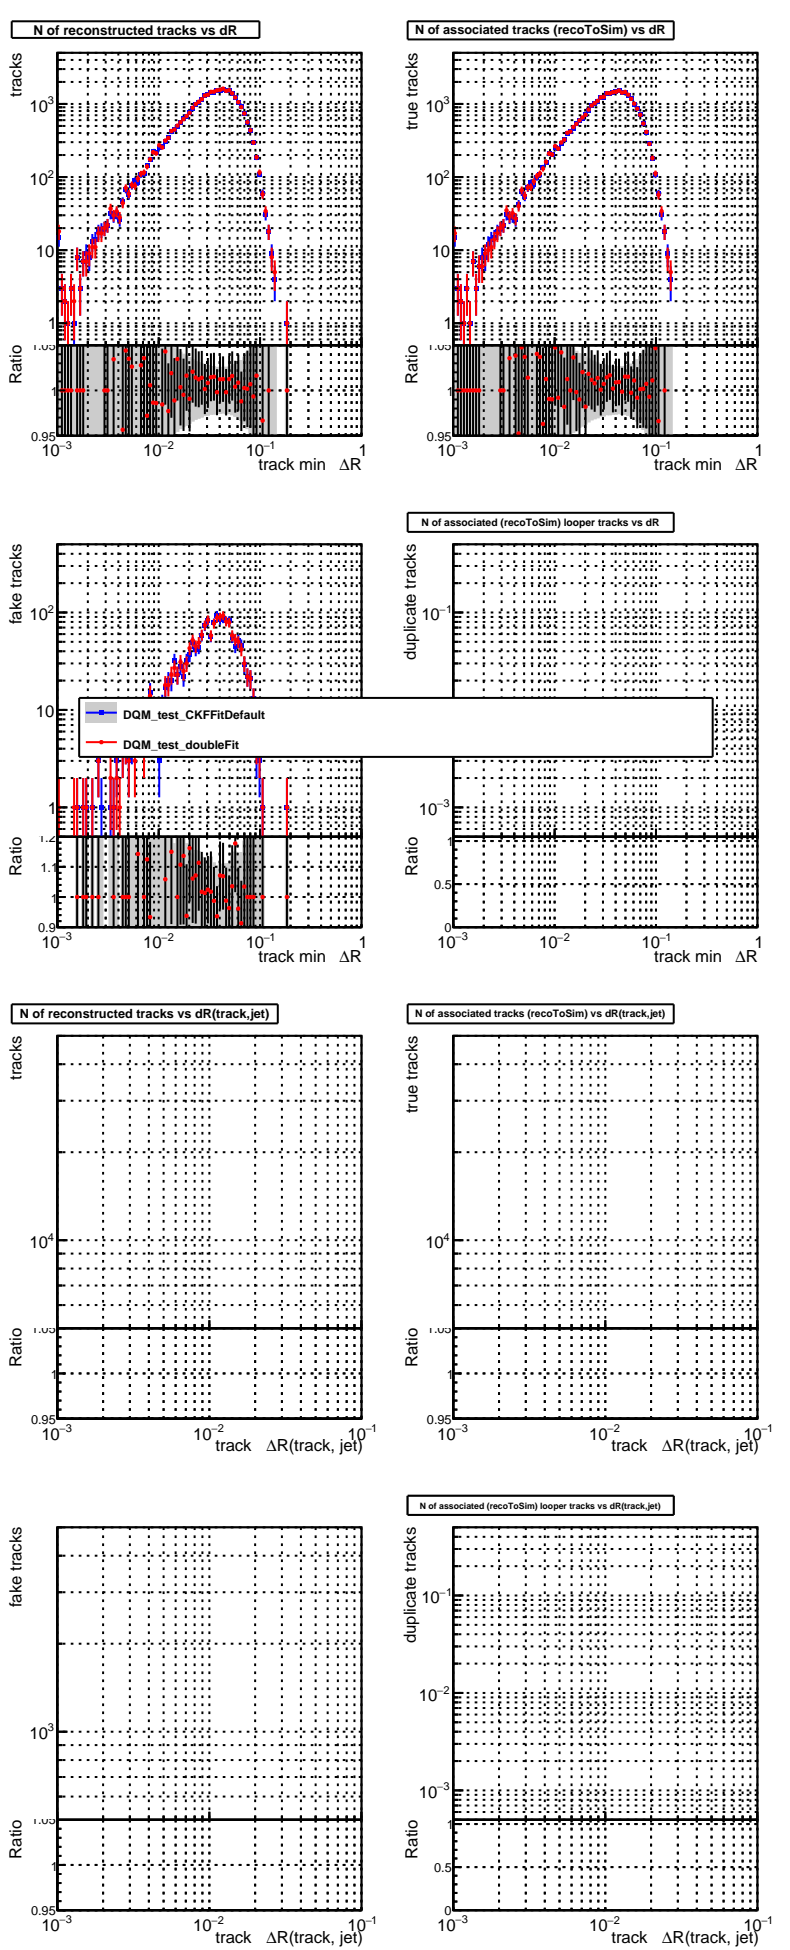 N of reconstructed tracks vs dR
tracks
10³
10²
10
1
Ratio
1.05
1
0.95
10⁻³ 10⁻² 10⁻¹ 1
track min ΔR
N of associated tracks (recoToSim) vs dR
true tracks
10³
10²
10
1
Ratio
1.05
1
0.95
10⁻³ 10⁻² 10⁻¹ 1
track min ΔR
fake tracks
10²
10
1
Ratio
1.2
1.1
1
0.9
10⁻³ 10⁻² 10⁻¹ 1
track min ΔR
N of associated (recoToSim) looper tracks vs dR
duplicate tracks
10⁻¹
10⁻³
Ratio
1
0.5
0
10⁻³ 10⁻² 10⁻¹ 1
track min ΔR
DQM_test_CKFFitDefault
DQM_test_doubleFit
N of reconstructed tracks vs dR(track,jet)
tracks
10⁴
Ratio
1.05
1
0.95
10⁻³ 10⁻² 10⁻¹
track ΔR(track, jet)
N of associated tracks (recoToSim) vs dR(track,jet)
true tracks
10⁴
Ratio
1.05
1
0.95
10⁻³ 10⁻² 10⁻¹
track ΔR(track, jet)
fake tracks
10³
Ratio
1.05
1
0.95
10⁻³ 10⁻² 10⁻¹
track ΔR(track, jet)
N of associated (recoToSim) looper tracks vs dR(track,jet)
duplicate tracks
10⁻¹
10⁻²
10⁻³
Ratio
1
0.5
0
10⁻³ 10⁻² 10⁻¹
track ΔR(track, jet)